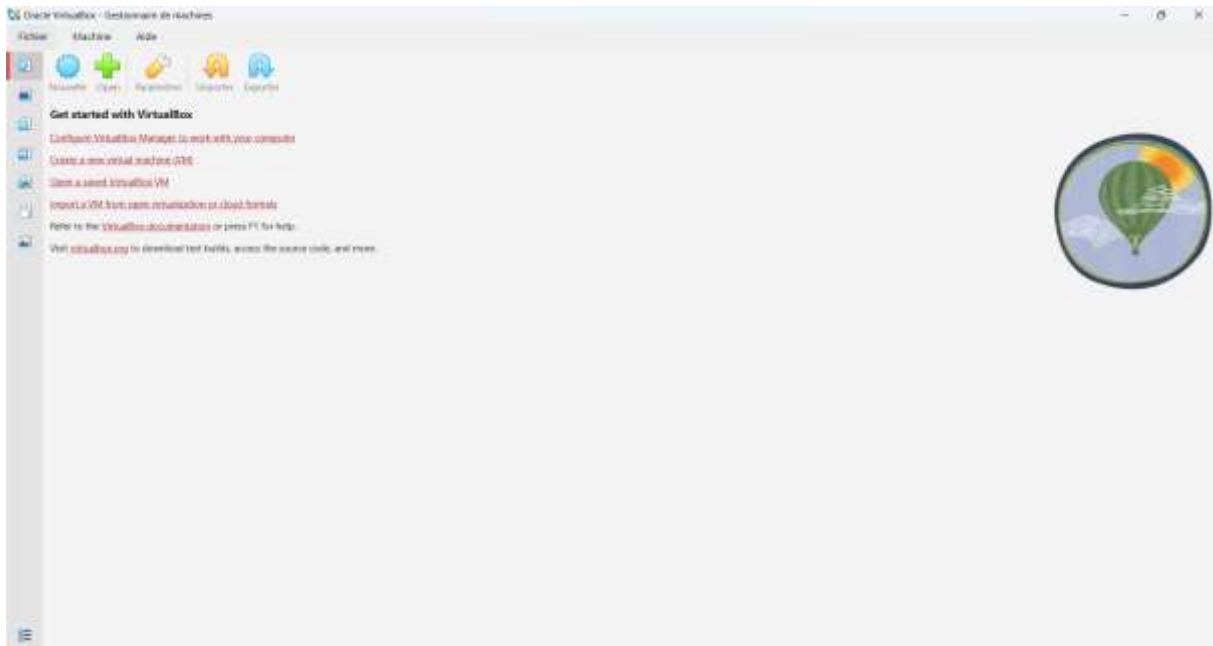 Oracle VirtualBox - Gestionnaire de machines
Fichier Machine Aide
Nouvelle Open Paramètres Importer Exporter
Get started with VirtualBox
Configure VirtualBox Manager to work with your computer
Create a new virtual machine (VM)
Open a saved VirtualBox VM
Import a VM from open virtualization or cloud formats
Refer to the VirtualBox documentation or press F1 for help.
Visit virtualbox.org to download test builds, access the source code, and more.